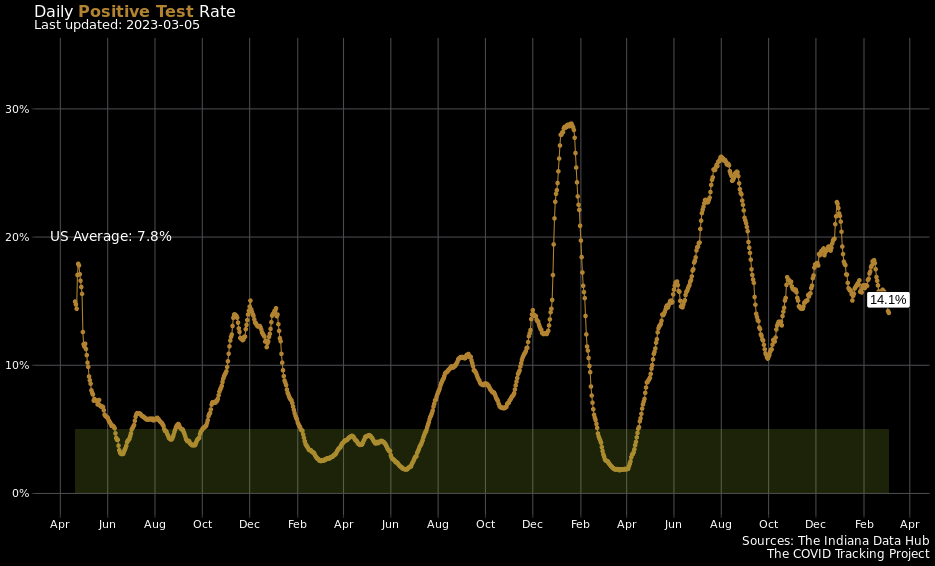 Daily Positive Test Rate
Last updated: 2023-03-05
30%
US Average: 7.8%
20%
14.1%
10%
0%
Apr Jun Aug Oct Dec Feb Apr Jun Aug Oct Dec Feb Apr Jun Aug Oct Dec Feb Apr
Sources: The Indiana Data Hub
The COVID Tracking Project